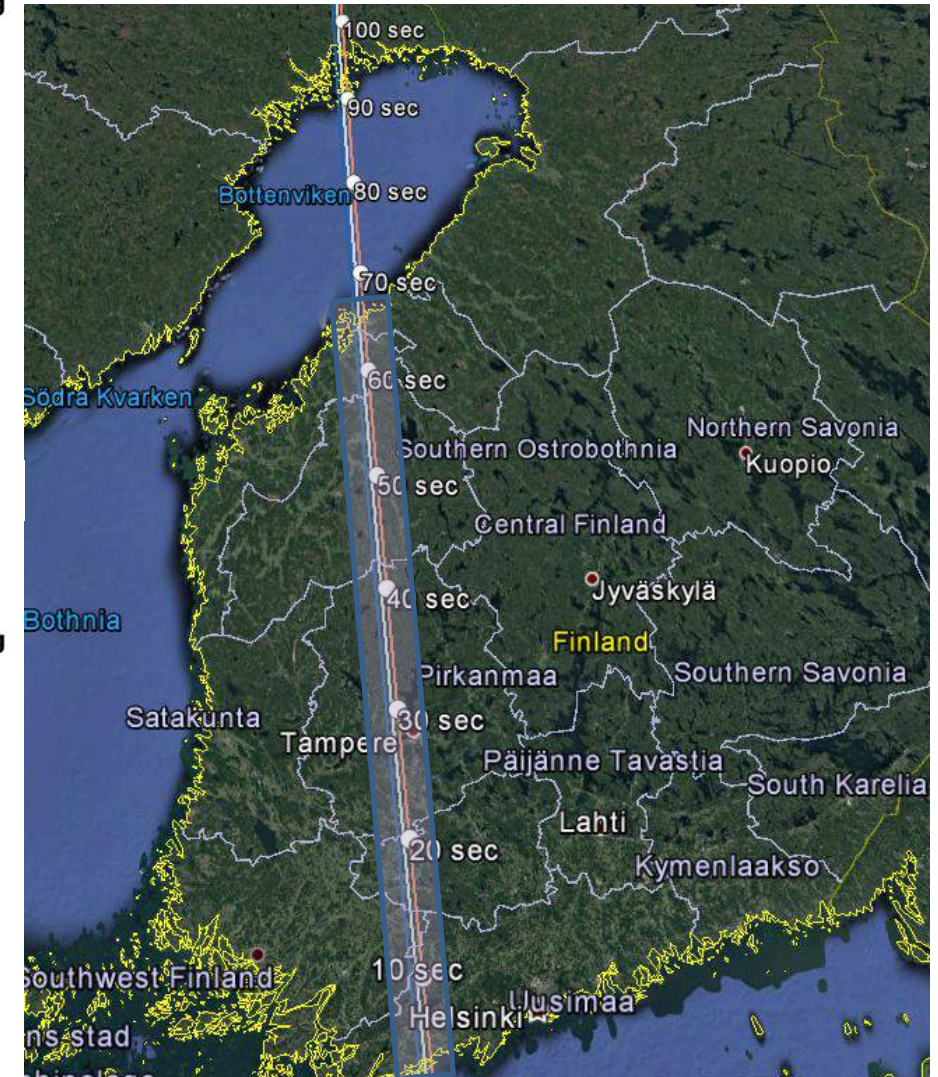 100 sec
90 sec
Bottenviken
80 sec
70 sec
60 sec
Södra Kvarken
Northern Savonia
Southern Ostrobothnia
Kuopio
50 sec
Central Finland
Jyväskylä
40 sec
Bothnia
Finland
Pirkanmaa
Southern Savonia
Satakunta
30 sec
Tampere
Päijänne Tavastia
South Karelia
Lahti
20 sec
Kymenlaakso
10 sec
Southwest Finland
Uusimaa
Helsinki
ns stad